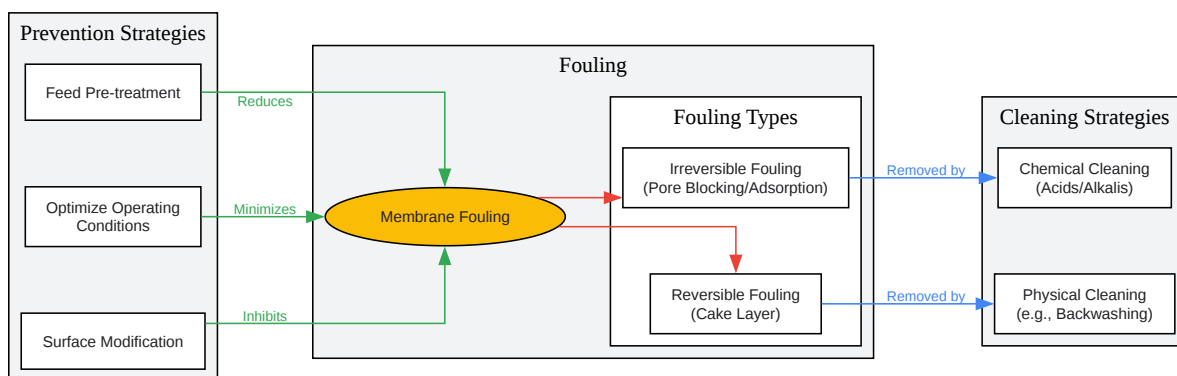 Prevention Strategies
Feed Pre-treatment
Reduces
Optimize Operating
Conditions
Minimizes
Surface Modification
Inhibits
Fouling
Membrane Fouling
Fouling Types
Irreversible Fouling
(Pore Blocking/Adsorption)
Reversible Fouling
(Cake Layer)
Removed by
Removed by
Cleaning Strategies
Chemical Cleaning
(Acids/Alkalis)
Physical Cleaning
(e.g., Backwashing)